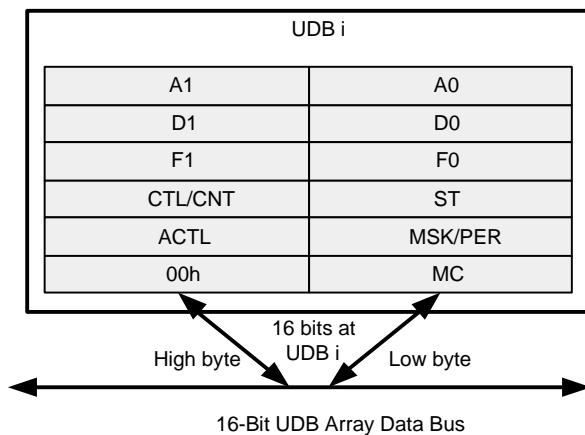 UDB i
A1 A0
D1 D0
F1 F0
CTL/CNT ST
ACTL MSK/PER
00h MC
16 bits at
UDB i
High byte Low byte
16-Bit UDB Array Data Bus